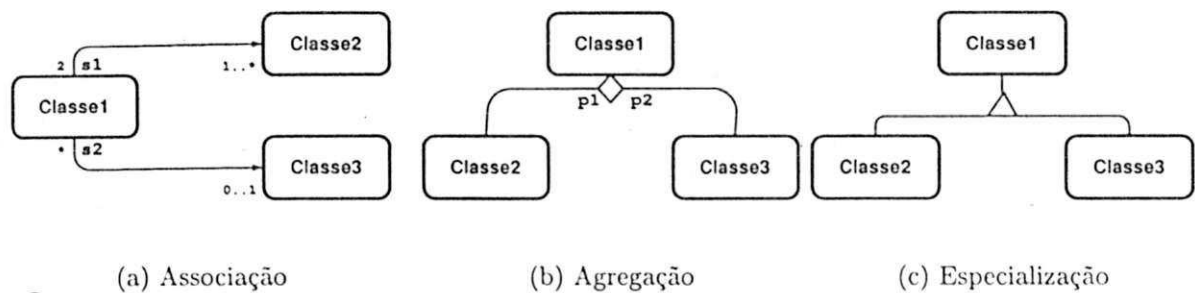 Classe2
2 s1
1..*
Classe1
* s2
Classe3
0..1
(a) Associação
Classe1
p1 p2
Classe2
Classe3
(b) Agregação
Classe1
Classe2
Classe3
(c) Especialização